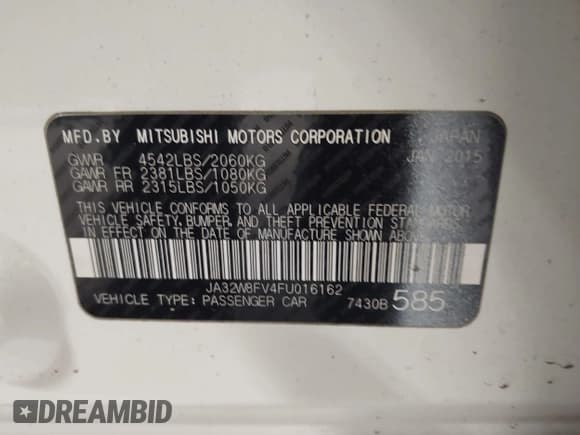 MFD.BY MITSUBISHI MOTORS CORPORATION JAPAN
GVWR 4542LBS/2060KG JAN 2015
GAWR FR 2381LBS/1080KG
GAWR RR 2315LBS/1050KG
THIS VEHICLE CONFORMS TO ALL APPLICABLE FEDERAL MOTOR
VEHICLE SAFETY, BUMPER, AND THEFT PREVENTION STANDARDS
IN EFFECT ON THE DATE OF MANUFACTURE SHOWN ABOVE.
JA32W8FV4FU016162
VEHICLE TYPE: PASSENGER CAR 7430B 585
DREAMBID